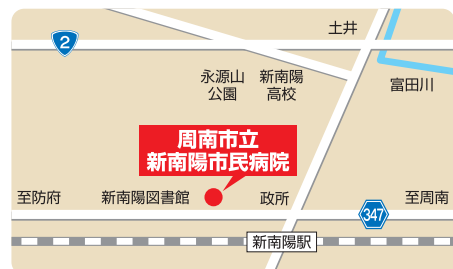 土井
2
永源山
公園
新南陽
高校
富田川
周南市立
新南陽市民病院
至防府
新南陽図書館
政所
至周南
347
新南陽駅